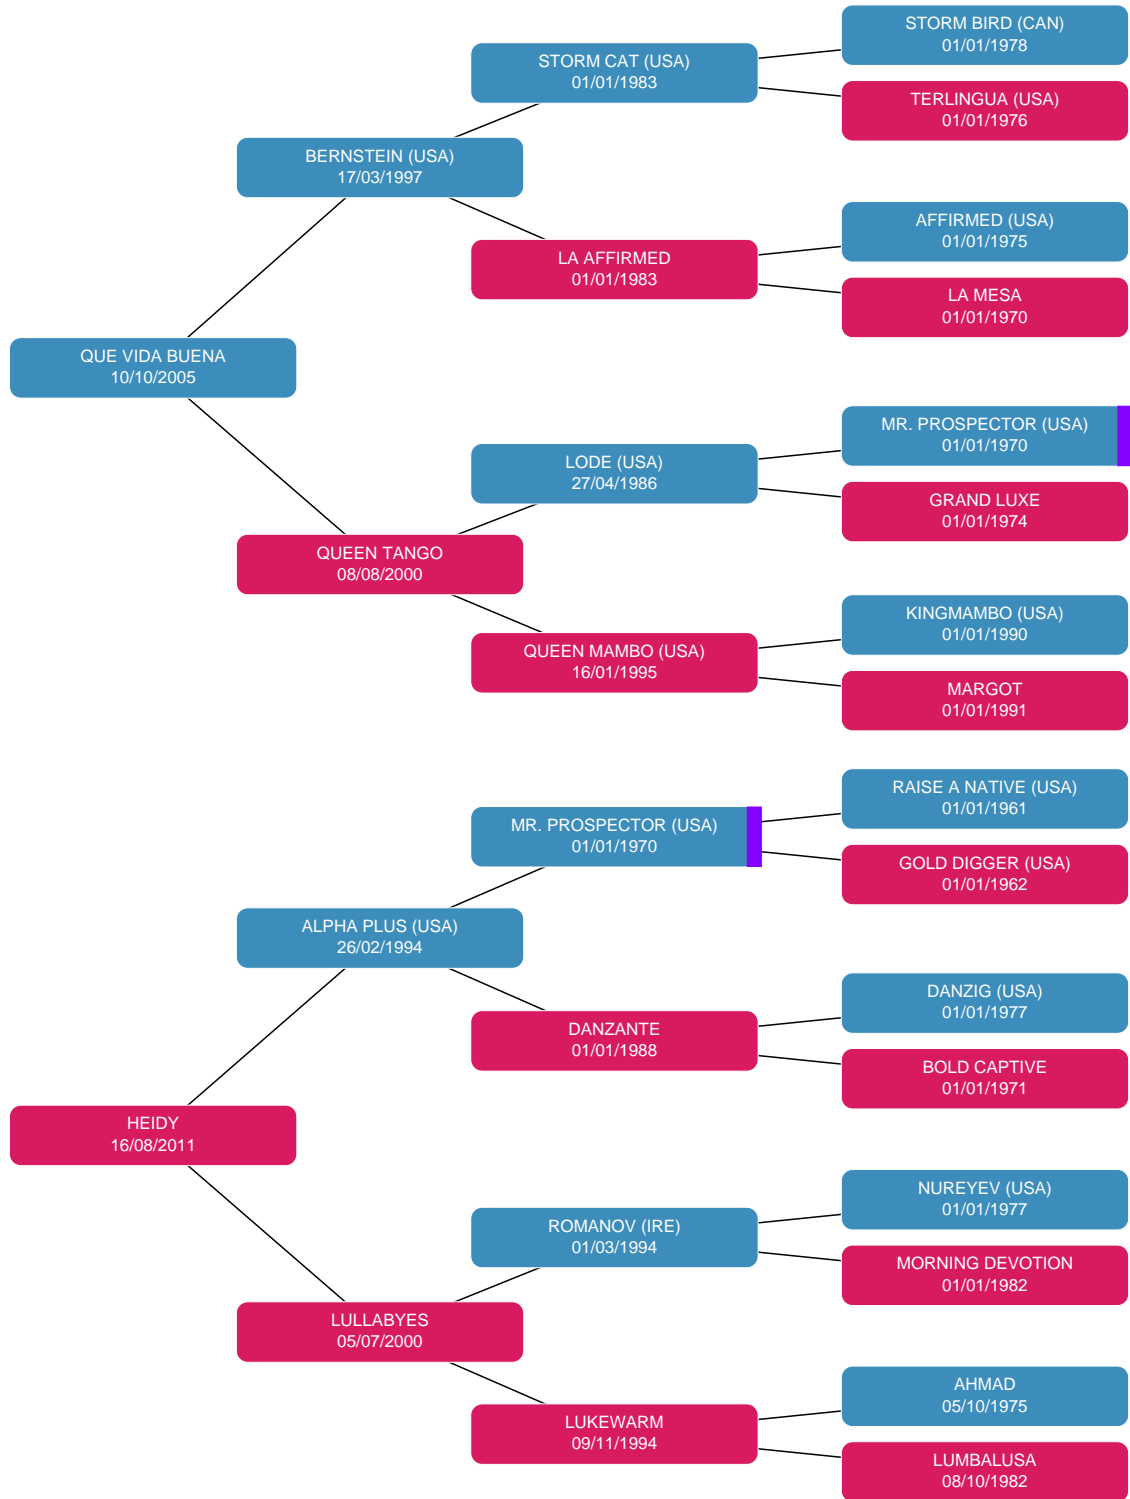 STORM BIRD (CAN)
01/01/1978
STORM CAT (USA)
01/01/1983
TERLINGUA (USA)
01/01/1976
BERNSTEIN (USA)
17/03/1997
AFFIRMED (USA)
01/01/1975
LA AFFIRMED
01/01/1983
LA MESA
01/01/1970
QUE VIDA BUENA
10/10/2005
MR. PROSPECTOR (USA)
01/01/1970
LODE (USA)
27/04/1986
GRAND LUXE
01/01/1974
QUEEN TANGO
08/08/2000
KINGMAMBO (USA)
01/01/1990
QUEEN MAMBO (USA)
16/01/1995
MARGOT
01/01/1991
RAISE A NATIVE (USA)
01/01/1961
MR. PROSPECTOR (USA)
01/01/1970
GOLD DIGGER (USA)
01/01/1962
ALPHA PLUS (USA)
26/02/1994
DANZIG (USA)
01/01/1977
DANZANTE
01/01/1988
BOLD CAPTIVE
01/01/1971
HEIDY
16/08/2011
NUREYEV (USA)
01/01/1977
ROMANOV (IRE)
01/03/1994
MORNING DEVOTION
01/01/1982
LULLABYES
05/07/2000
AHMAD
05/10/1975
LUKEWARM
09/11/1994
LUMBALUSA
08/10/1982